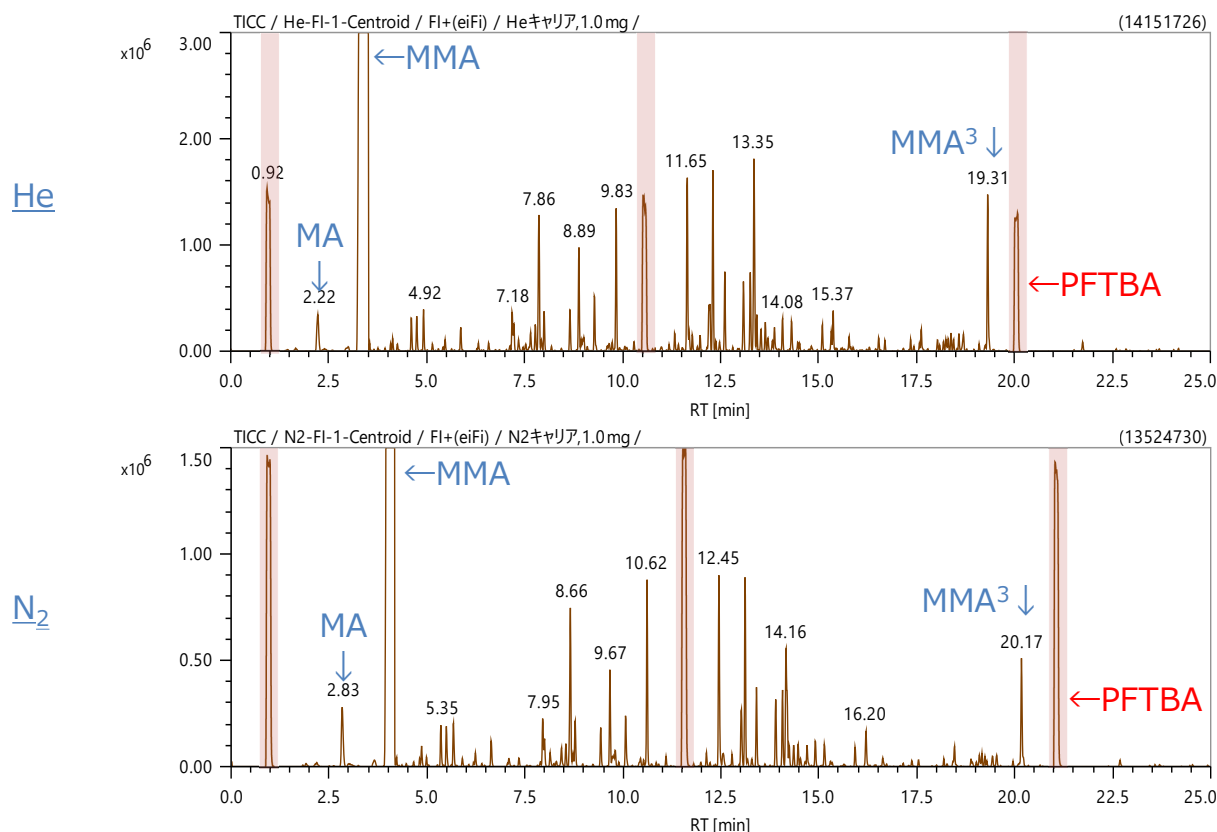 TICC / He-FI-1-Centroid / FI+(eiFi) / Heキャリア,1.0mg / (14151726)
x10⁶
3.00
2.00
1.00
0.00
He
←MMA
MA
↓
MMA³ ↓
←PFTBA
0.92
2.22
4.92
7.18
7.86
8.89
9.83
11.65
13.35
14.08
15.37
19.31
0.0 2.5 5.0 7.5 10.0 12.5 15.0 17.5 20.0 22.5 25.0
RT [min]
TICC / N2-FI-1-Centroid / FI+(eiFi) / N2キャリア,1.0mg / (13524730)
x10⁶
1.50
1.00
0.50
0.00
N₂
←MMA
MA
↓
MMA³ ↓
←PFTBA
2.83
5.35
7.95
8.66
9.67
10.62
12.45
14.16
16.20
20.17
0.0 2.5 5.0 7.5 10.0 12.5 15.0 17.5 20.0 22.5 25.0
RT [min]